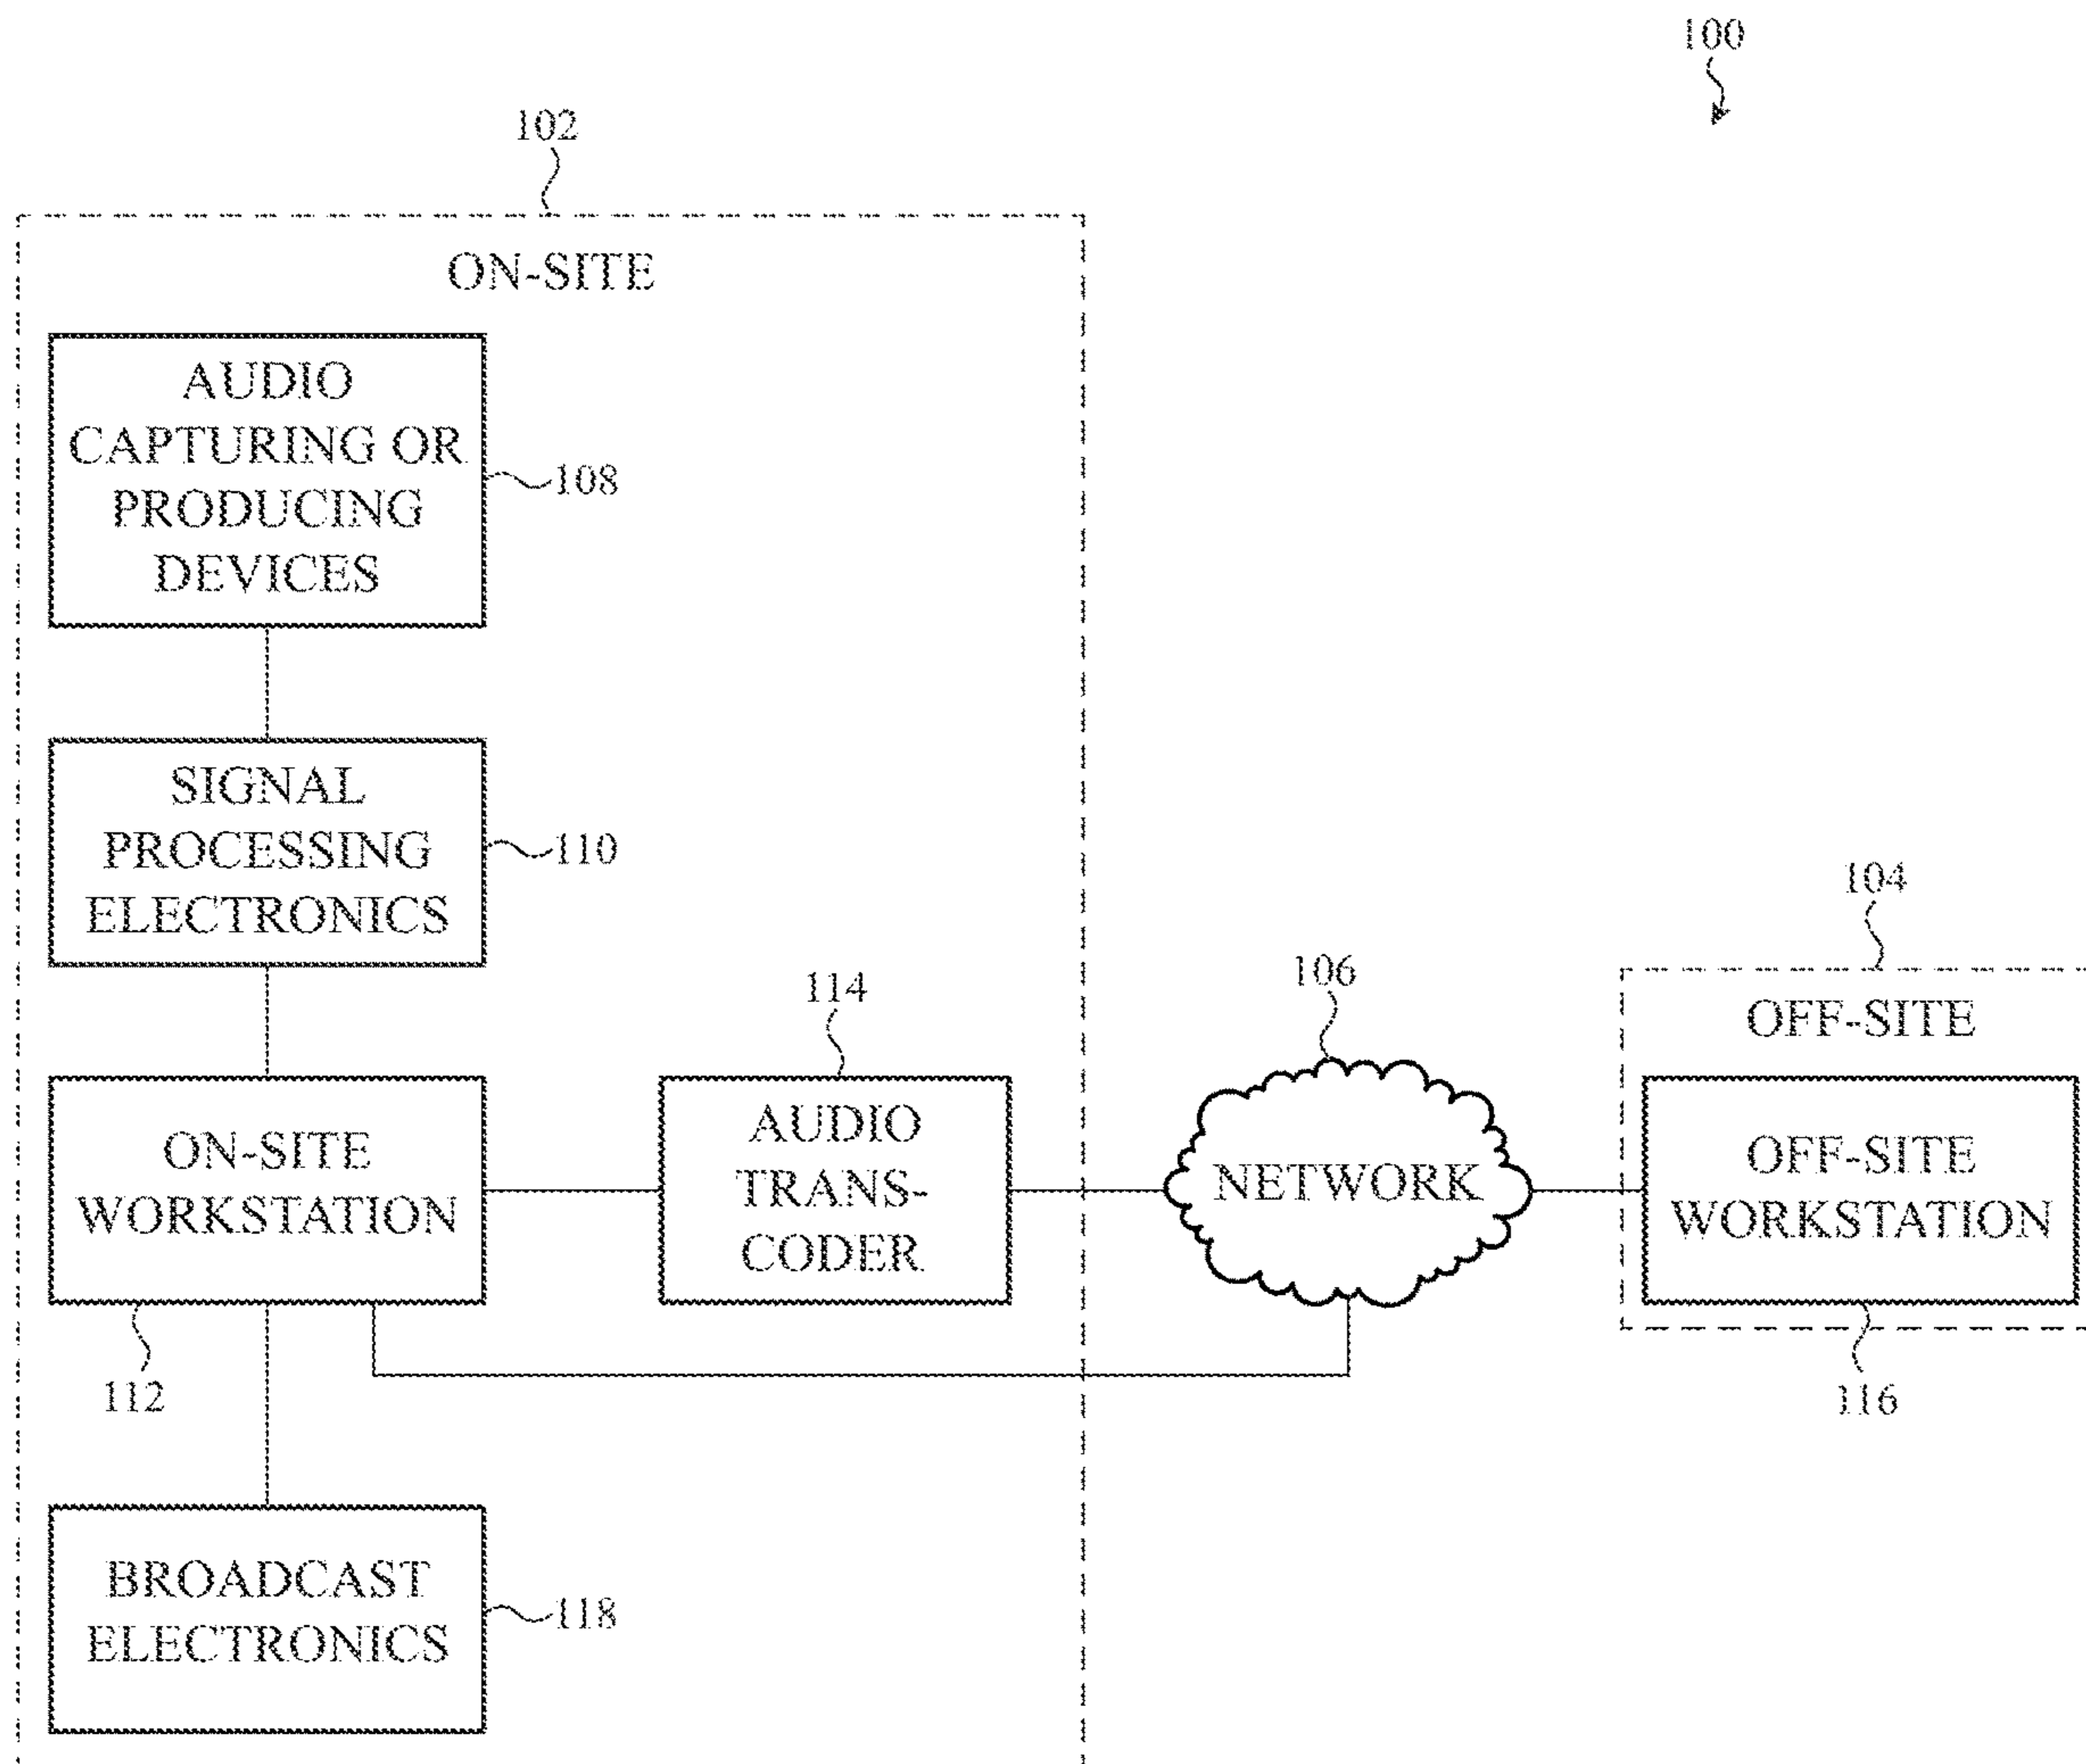 100
102
ON-SITE
AUDIO
CAPTURING OR
PRODUCING
DEVICES
108
SIGNAL
PROCESSING
ELECTRONICS
110
ON-SITE
WORKSTATION
112
114
AUDIO
TRANS-
CODER
106
NETWORK
104
OFF-SITE
OFF-SITE
WORKSTATION
116
BROADCAST
ELECTRONICS
118